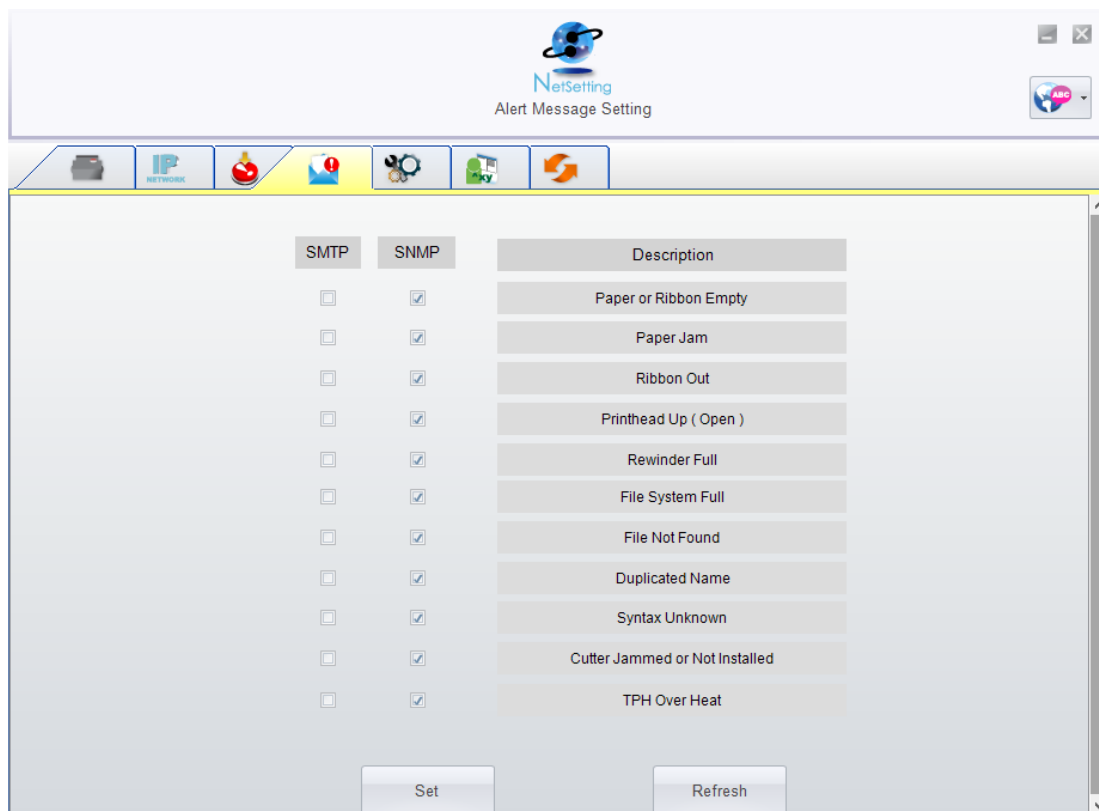 NetSetting
Alert Message Setting
ABC
IP
NETWORK
xy
SMTP SNMP Description
Paper or Ribbon Empty
Paper Jam
Ribbon Out
Printhead Up ( Open )
Rewinder Full
File System Full
File Not Found
Duplicated Name
Syntax Unknown
Cutter Jammed or Not Installed
TPH Over Heat
Set Refresh